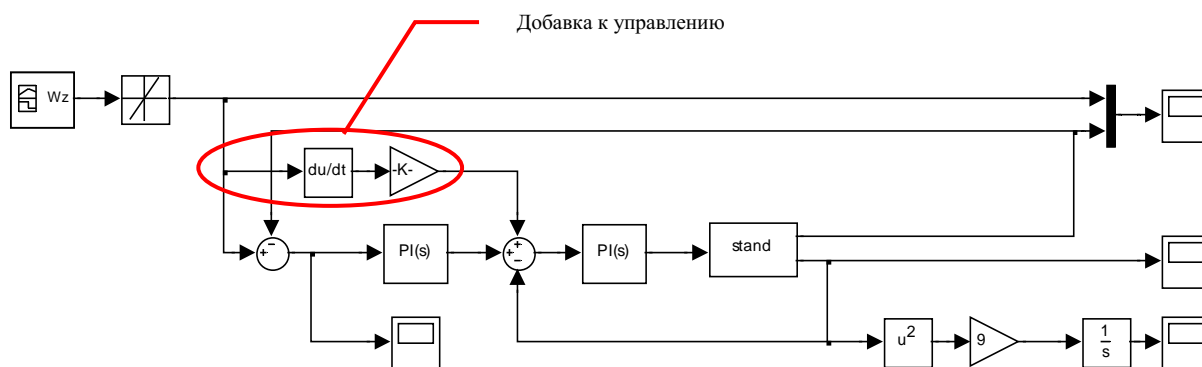 Добавка к управлению
Wz
du/dt
-K-
−
+
PI(s)
+
+
−
PI(s)
stand
u²
9
1
s